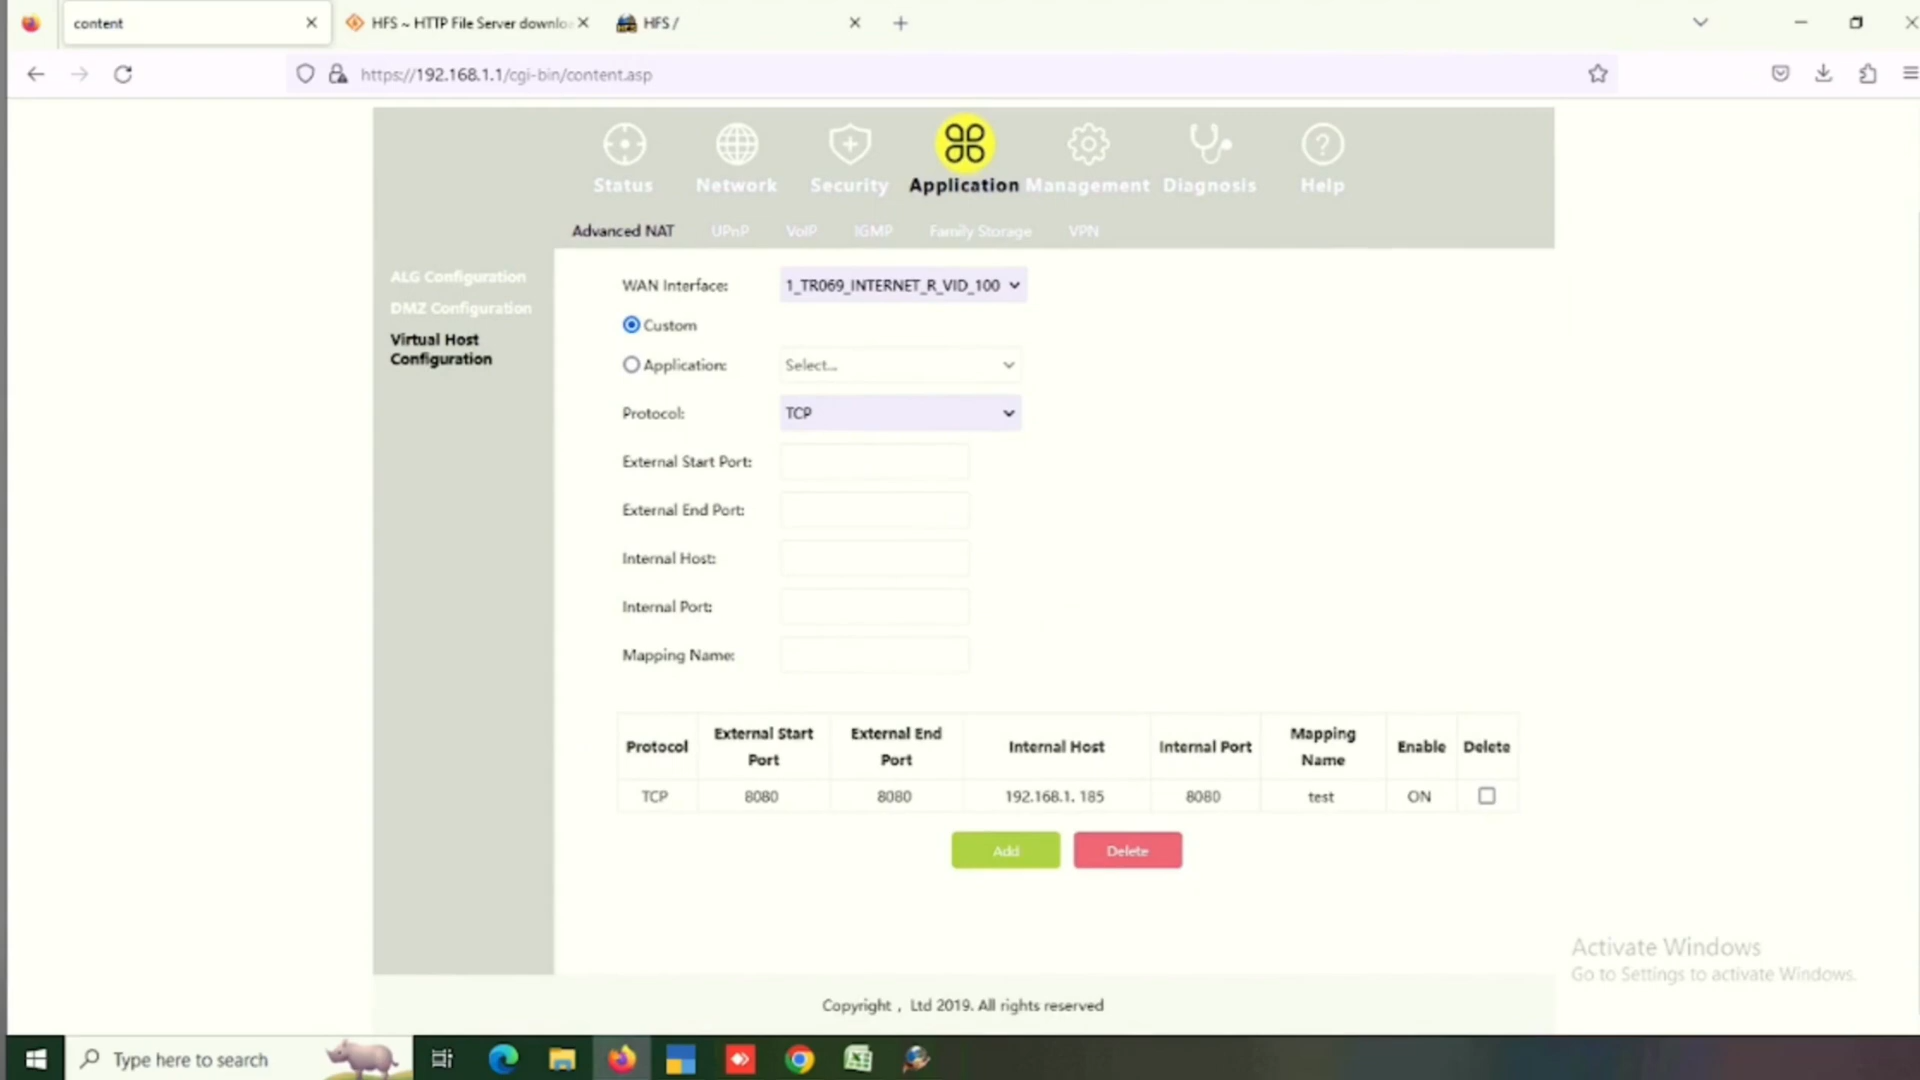 content
HFS ~ HTTP File Server downlo
HFS /
https://192.168.1.1/cgi-bin/content.asp
Status
Network
Security
Application
Management
Diagnosis
Help
Advanced NAT
UPnP
VoIP
IGMP
Family Storage
VPN
ALG Configuration
DMZ Configuration
Virtual Host
Configuration
WAN Interface: 1_TR069_INTERNET_R_VID_100
Custom
Application: Select...
Protocol: TCP
External Start Port:
External End Port:
Internal Host:
Internal Port:
Mapping Name:
Protocol External Start Port External End Port Internal Host Internal Port Mapping Name Enable Delete
TCP 8080 8080 192.168.1. 185 8080 test ON
Add
Delete
Activate Windows
Go to Settings to activate Windows.
Copyright , Ltd 2019. All rights reserved
Type here to search